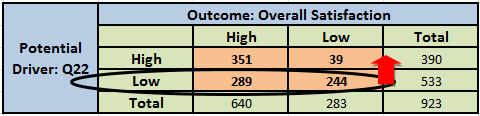 Potential Driver: Q22
Outcome: Overall Satisfaction
High Low Total
High 351 39 390
Low 289 244 533
Total 640 283 923